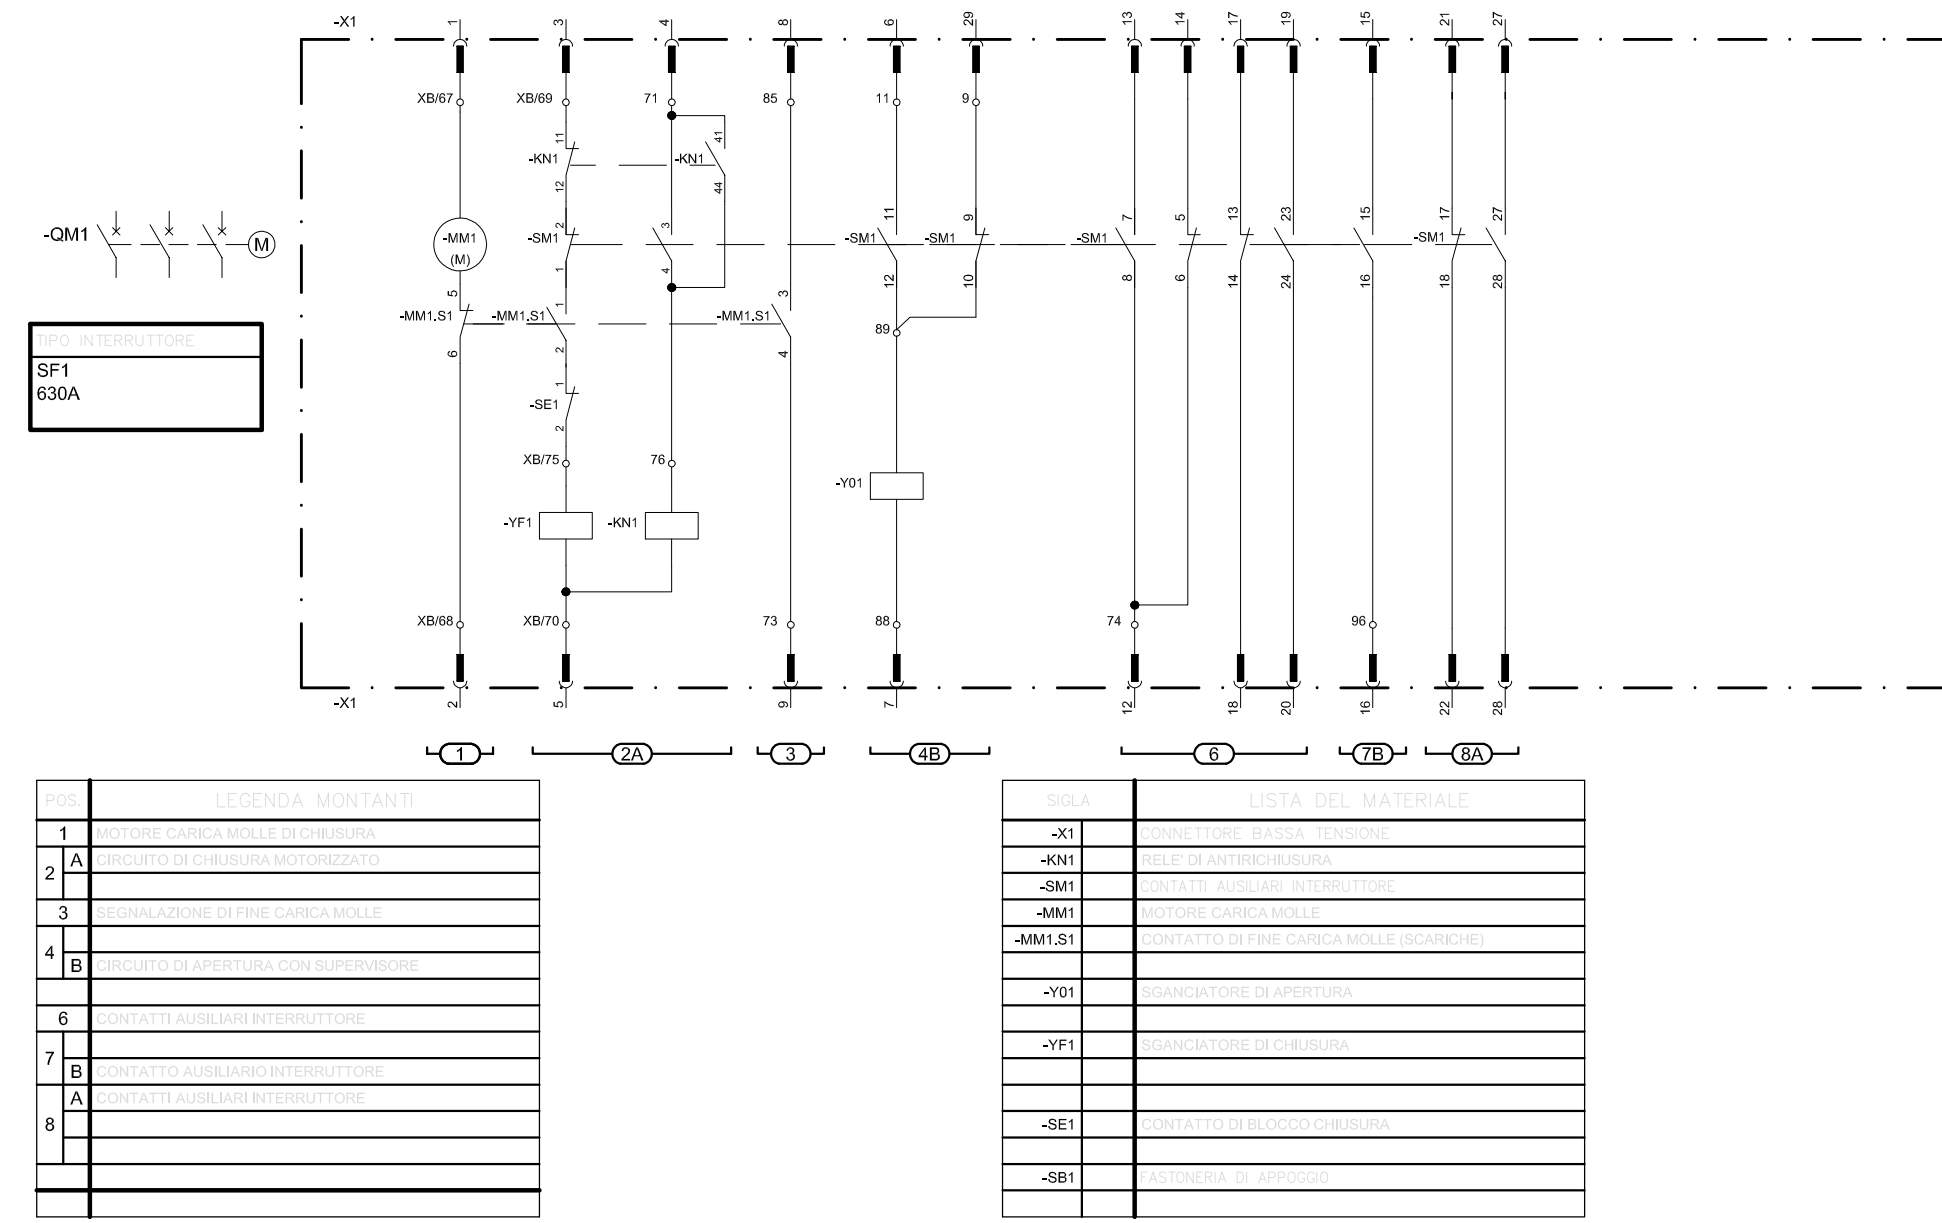 -X1 1 3 4 8 6 29 13 14 17 19 15 21 27
XB/67 XB/69 71 85 11 9
11 41
-KN1 -KN1
12 44
2 3 11 9 7 5 13 23 15 17 27
-QM1 M -MM1 -SM1 -SM1 -SM1 -SM1 -SM1
(M)
1 4 12 10 8 6 14 24 16 18 28
5 1 3
-MM1.S1 -MM1.S1 -MM1.S1
6 2 4
89
TIPO INTERRUTTORE
SF1
630A
1
-SE1
2
XB/75 76
-Y01
-YF1 -KN1
XB/68 XB/70 73 88 74 96
-X1 2 5 9 7 12 18 20 16 22 28
1 2A 3 4B 6 7B 8A
POS. LEGENDA MONTANTI
1 MOTORE CARICA MOLLE DI CHIUSURA
2 A CIRCUITO DI CHIUSURA MOTORIZZATO
3 SEGNALAZIONE DI FINE CARICA MOLLE
4
B CIRCUITO DI APERTURA CON SUPERVISORE
6 CONTATTI AUSILIARI INTERRUTTORE
7
B CONTATTO AUSILIARIO INTERRUTTORE
A CONTATTI AUSILIARI INTERRUTTORE
8
SIGLA LISTA DEL MATERIALE
-X1 CONNETTORE BASSA TENSIONE
-KN1 RELE' DI ANTIRICHIUSURA
-SM1 CONTATTI AUSILIARI INTERRUTTORE
-MM1 MOTORE CARICA MOLLE
-MM1.S1 CONTATTO DI FINE CARICA MOLLE (SCARICHE)
-Y01 SGANCIATORE DI APERTURA
-YF1 SGANCIATORE DI CHIUSURA
-SE1 CONTATTO DI BLOCCO CHIUSURA
-SB1 FASTONERIA DI APPOGGIO